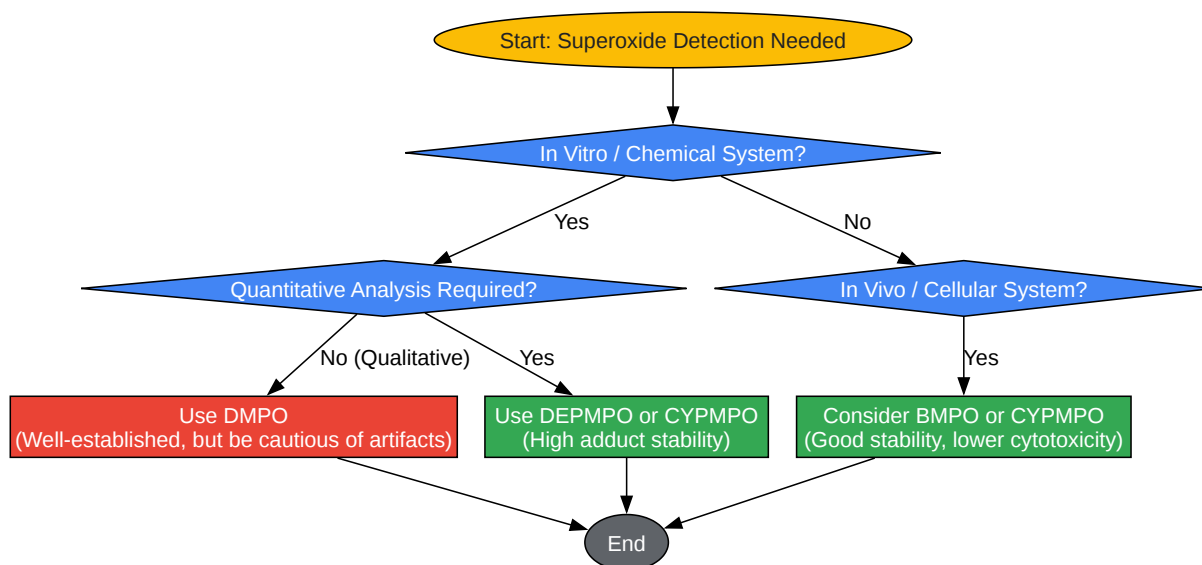 Start: Superoxide Detection Needed
In Vitro / Chemical System?
Yes
No
Quantitative Analysis Required?
In Vivo / Cellular System?
No (Qualitative)
Yes
Yes
Use DMPO
(Well-established, but be cautious of artifacts)
Use DEPMPO or CYPMPO
(High adduct stability)
Consider BMPO or CYPMPO
(Good stability, lower cytotoxicity)
End